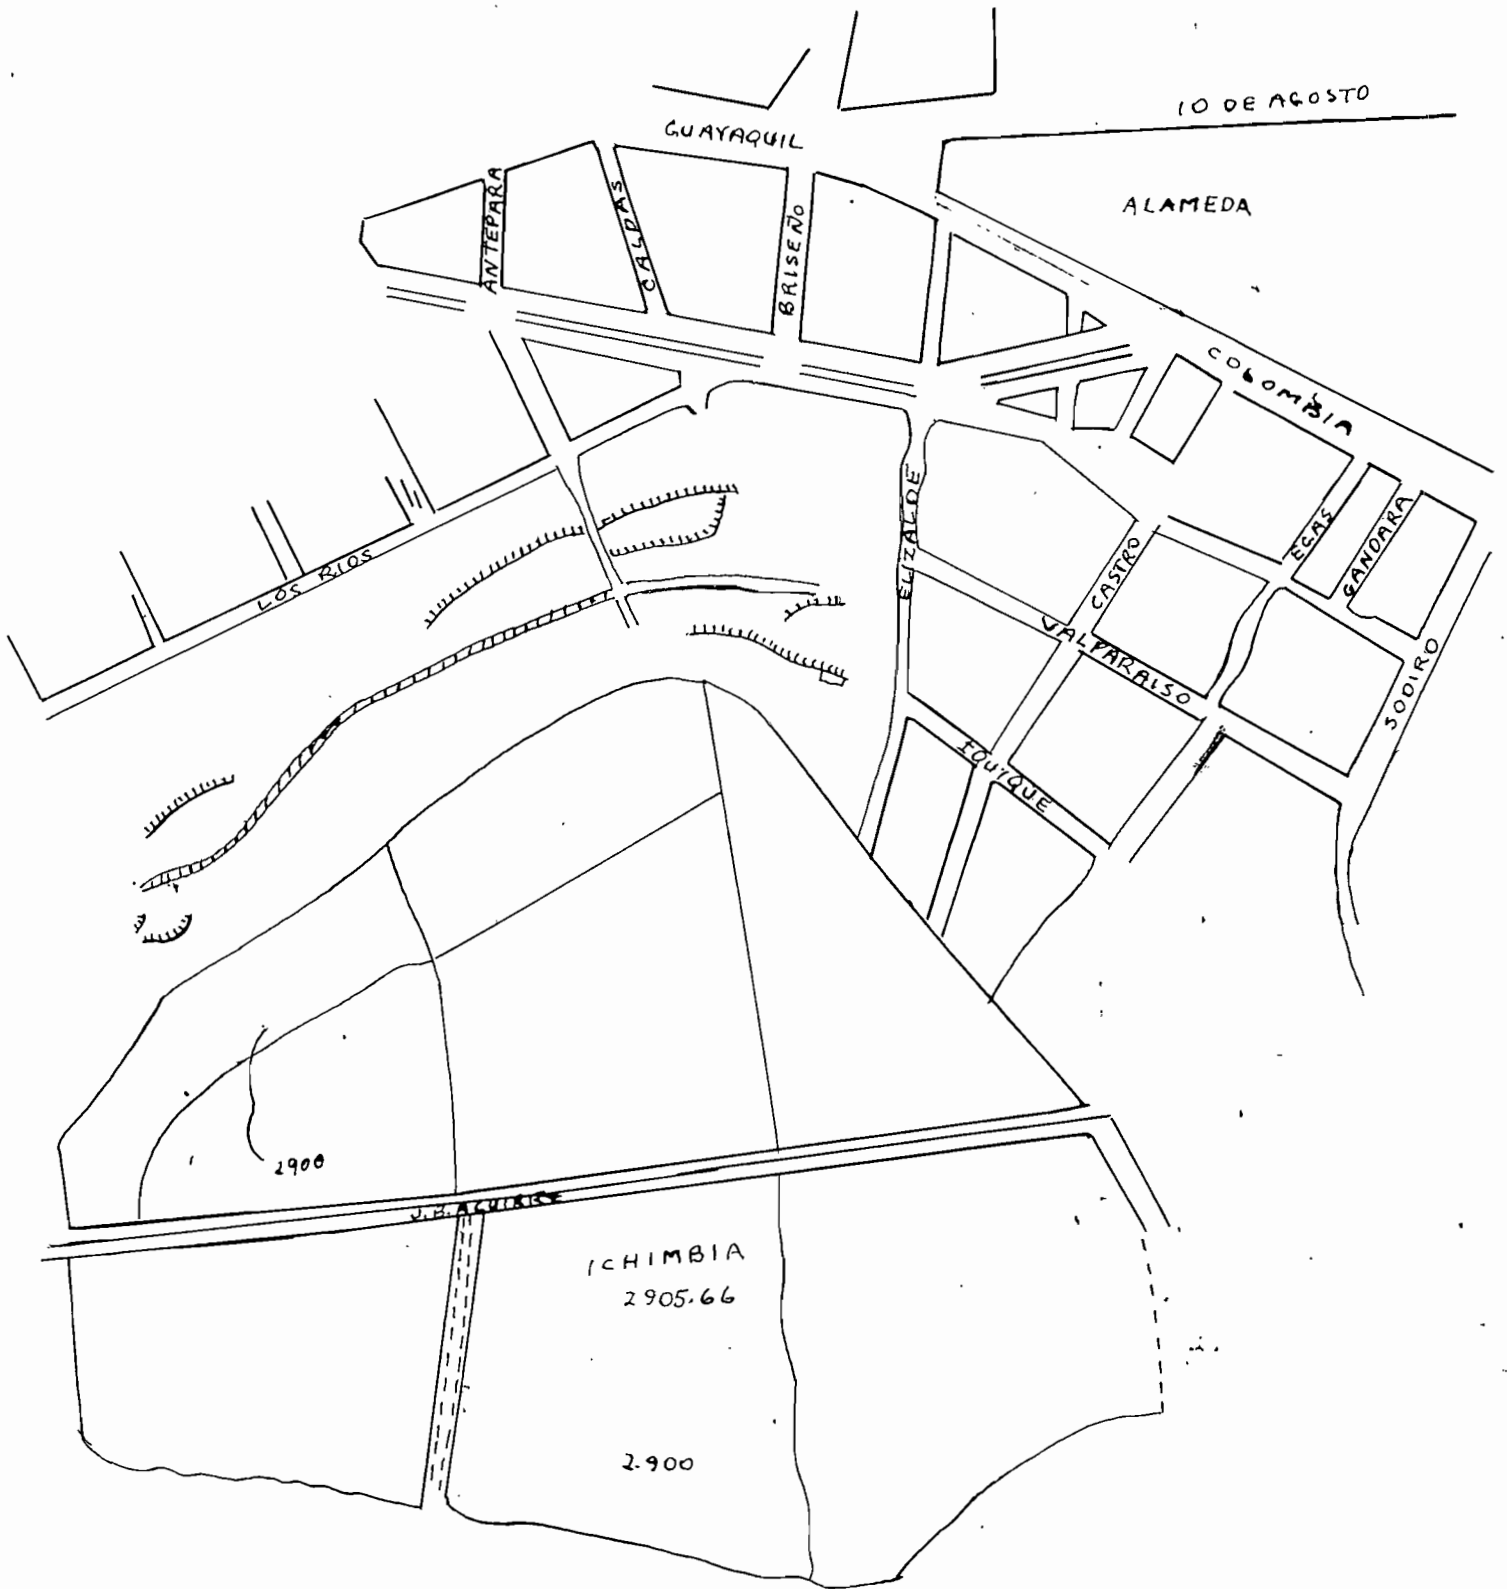 10 DE AGOSTO
GUAYAQUIL
ALAMEDA
ANTEPARA
CALDAS
BRISEÑO
COLOMBIA
EGAS
GANDARA
ELIZALDE
CASTRO
LOS RIOS
VALPARAISO
SODIRO
IQUIQUE
2900
J.B. AGUIRRE
ICHIMBIA
2905.66
2.900